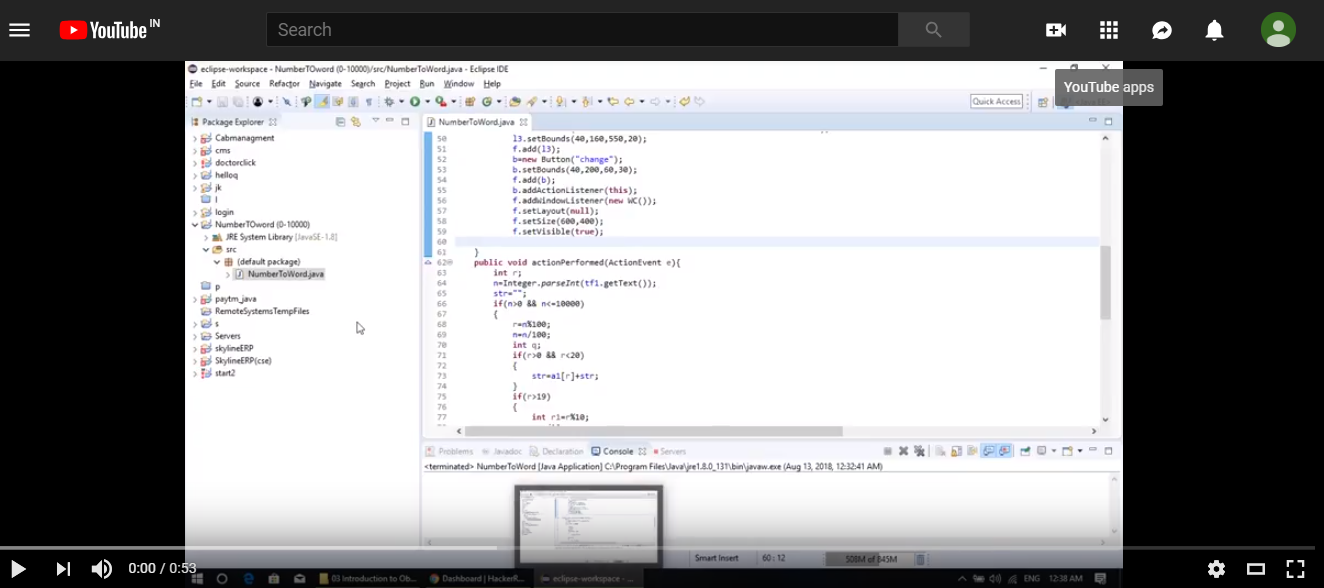 YouTube IN
Search
eclipse-workspace - NumberTOword (0-10000)/src/NumberToWord.java - Eclipse IDE
File Edit Source Refactor Navigate Search Project Run Window Help
YouTube apps
Quick Access
Package Explorer
NumberToWord.java
Cabmanagment
cms
doctorclick
helloq
jk
l
login
NumberTOword (0-10000)
JRE System Library [JavaSE-1.8]
src
(default package)
NumberToWord.java
p
paytm_java
RemoteSystemsTempFiles
s
Servers
skylineERP
SkylineERP(cse)
start2
50 l3.setBounds(40,160,550,20);
51 f.add(l3);
52 b=new Button("change");
53 b.setBounds(40,200,60,30);
54 f.add(b);
55 b.addActionListener(this);
56 f.addWindowListener(new WC());
57 f.setLayout(null);
58 f.setSize(600,400);
59 f.setVisible(true);
60
61 }
62 public void actionPerformed(ActionEvent e){
63 int r;
64 n=Integer.parseInt(tf1.getText());
65 str="";
66 if(n>0 && n<=10000)
67 {
68 r=n%100;
69 n=n/100;
70 int q;
71 if(r>0 && r<20)
72 {
73 str=a1[r]+str;
74 }
75 if(r>19)
76 {
77 int r1=r%10;
Problems Javadoc Declaration Console Servers
<terminated> NumberToWord [Java Application] C:\Program Files\Java\jre1.8.0_131\bin\javaw.exe (Aug 13, 2018, 12:32:41 AM)
Smart Insert 60 : 12 508M of 845M
0:00 / 0:53
03 Introduction to Ob... Dashboard | HackerR... eclipse-workspace - ... ENG 12:38 AM